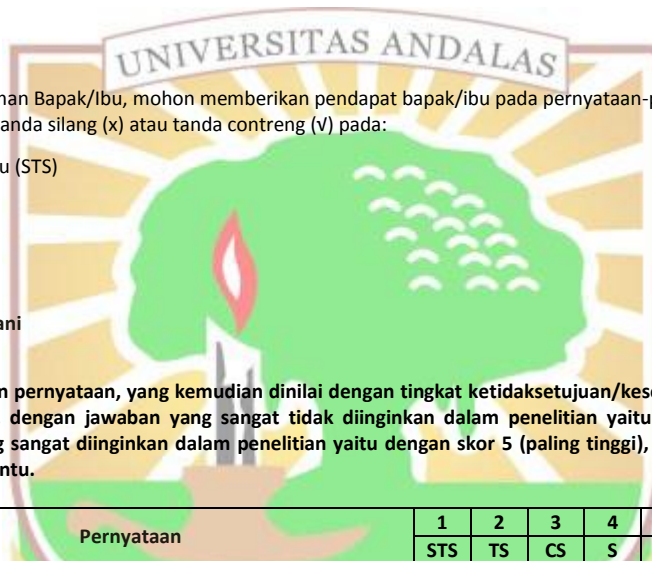 UNIVERSITAS ANDALAS
man Bapak/Ibu, mohon memberikan pendapat bapak/ibu pada pernyataan-p
anda silang (x) atau tanda contreng (√) pada:
u (STS)
ani
n pernyataan, yang kemudian dinilai dengan tingkat ketidaksetujuan/kese
dengan jawaban yang sangat tidak diinginkan dalam penelitian yaitu
g sangat diinginkan dalam penelitian yaitu dengan skor 5 (paling tinggi),
ntu.
Pernyataan 1 2 3 4
STS TS CS S